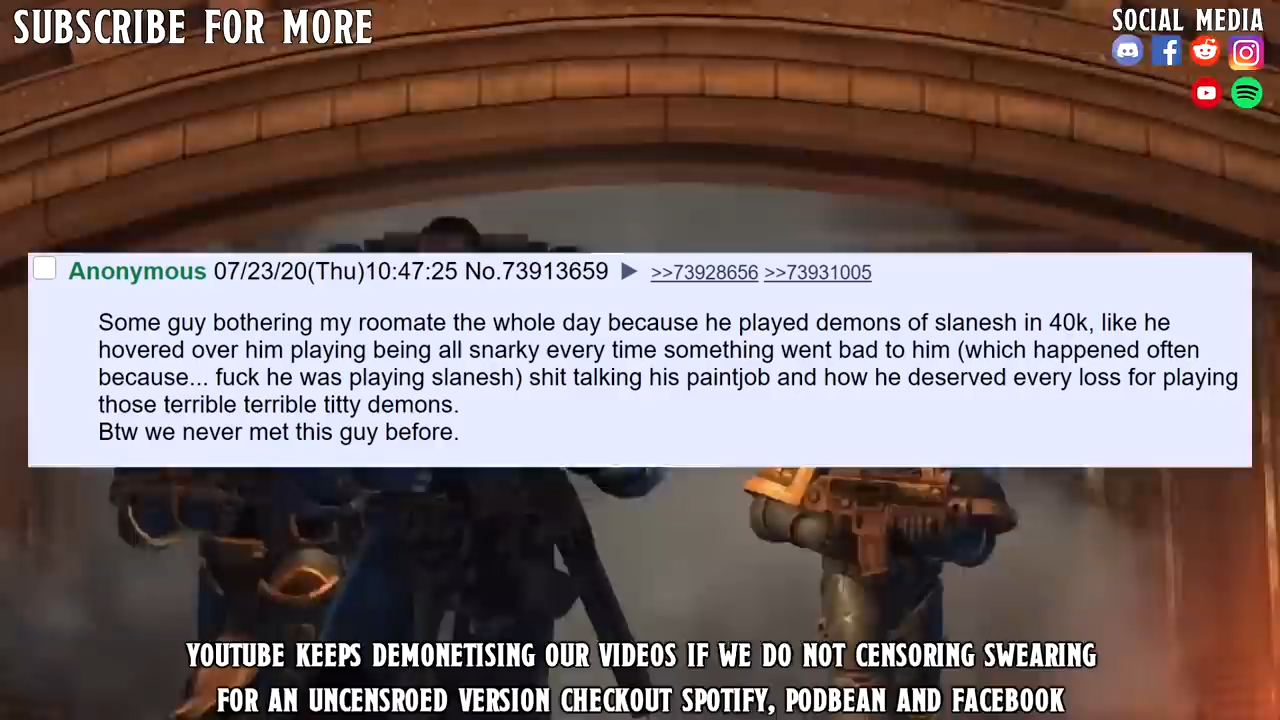 SUBSCRIBE FOR MORE
SOCIAL MEDIA
Anonymous 07/23/20(Thu)10:47:25 No.73913659 ▶ >>73928656 >>73931005
Some guy bothering my roomate the whole day because he played demons of slanesh in 40k, like he
hovered over him playing being all snarky every time something went bad to him (which happened often
because... fuck he was playing slanesh) shit talking his paintjob and how he deserved every loss for playing
those terrible terrible titty demons.
Btw we never met this guy before.
YOUTUBE KEEPS DEMONETISING OUR VIDEOS IF WE DO NOT CENSORING SWEARING
FOR AN UNCENSROED VERSION CHECKOUT SPOTIFY, PODBEAN AND FACEBOOK